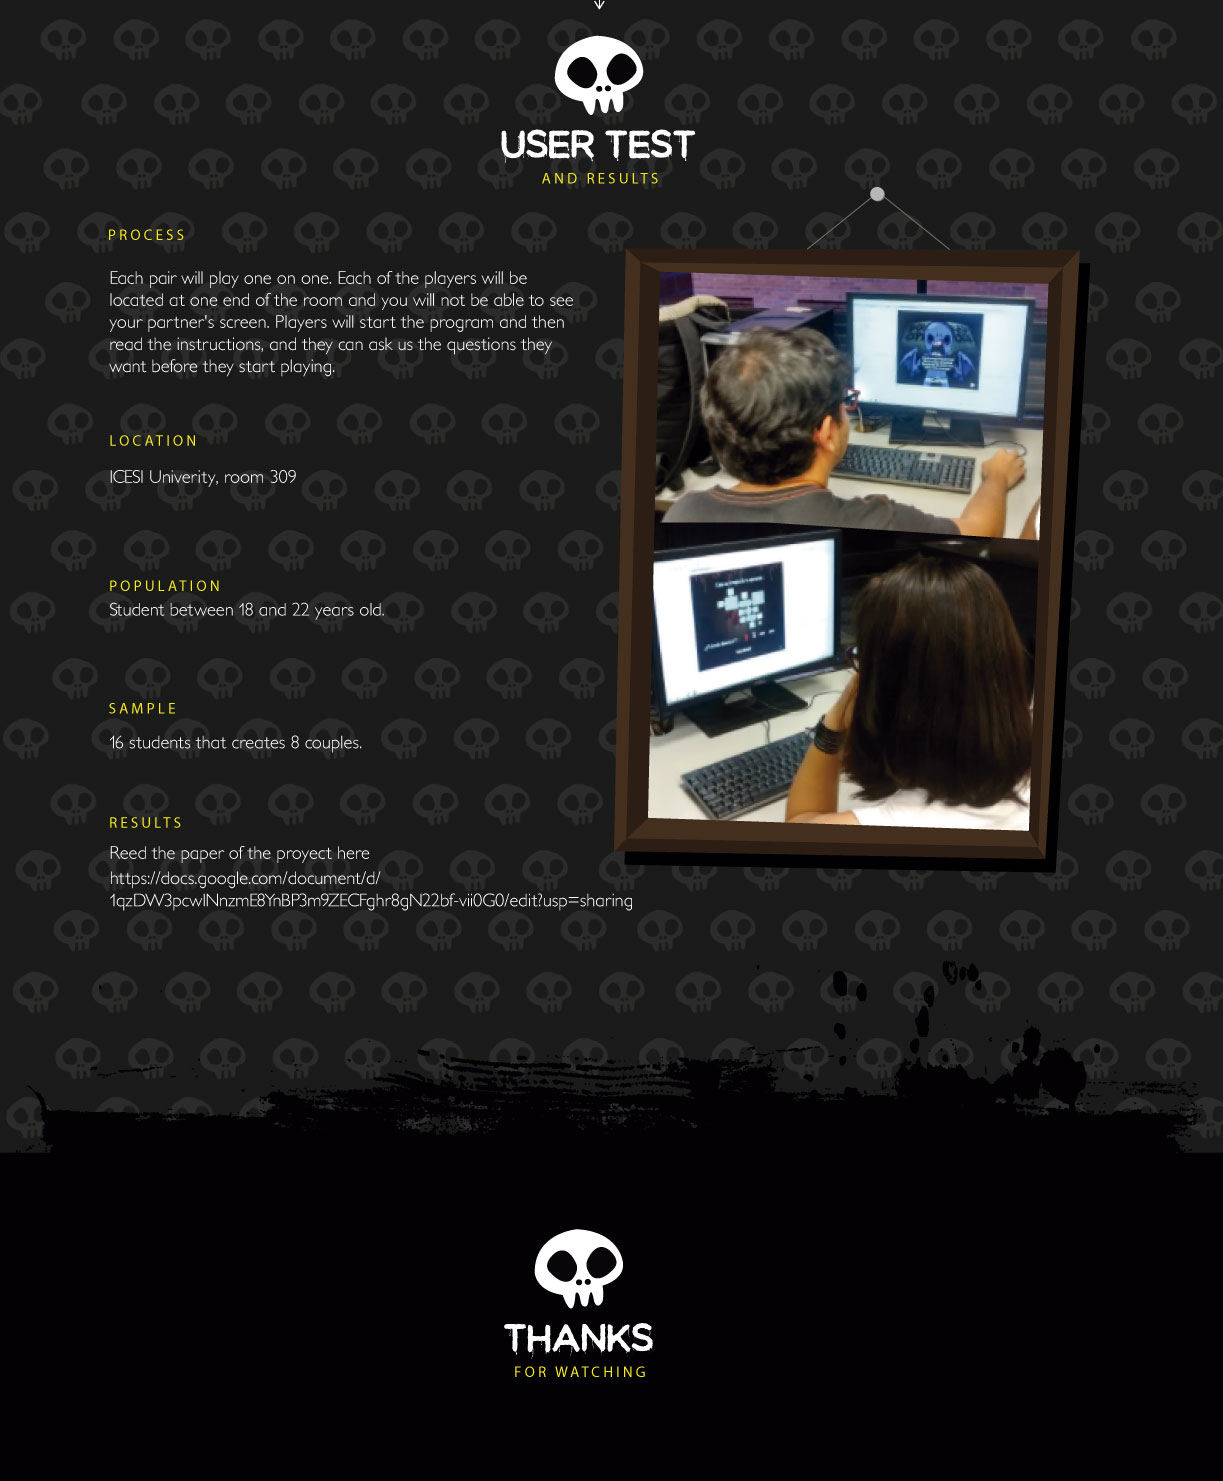 USER TEST
AND RESULTS
PROCESS
Each pair will play one on one. Each of the players will be
located at one end of the room and you will not be able to see
your partner's screen. Players will start the program and then
read the instructions, and they can ask us the questions they
want before they start playing.
LOCATION
ICESI Univerity, room 309
POPULATION
Student between 18 and 22 years old.
SAMPLE
16 students that creates 8 couples.
RESULTS
Reed the paper of the proyect here
https://docs.google.com/document/d/
1qzDW3pcwlNnzmE8YnBP3m9ZECFghr8gN22bf-vii0G0/edit?usp=sharing
THANKS
FOR WATCHING